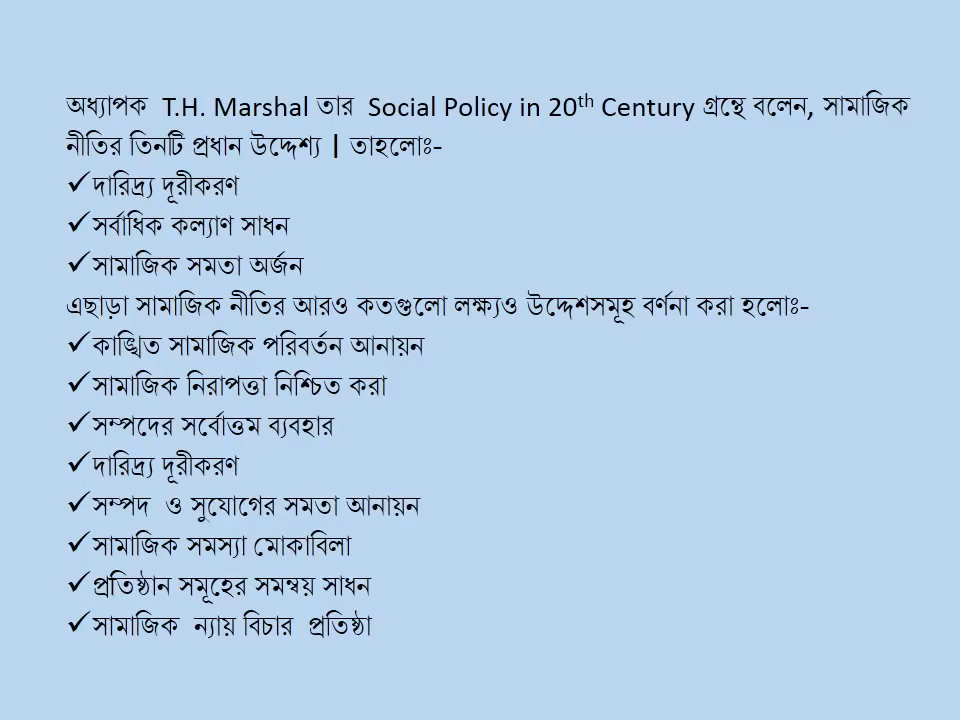 অধ্যাপক T.H. Marshal তার Social Policy in 20th Century গ্রন্থে বলেন, সামাজিক
নীতির তিনটি প্রধান উদ্দেশ্য | তাহলোঃ-
✓দারিদ্র্য দূরীকরণ
✓সর্বাধিক কল্যাণ সাধন
✓সামাজিক সমতা অর্জন
এছাড়া সামাজিক নীতির আরও কতগুলো লক্ষ্যও উদ্দেশসমূহ বর্ণনা করা হলোঃ-
✓কাঙ্খিত সামাজিক পরিবর্তন আনায়ন
✓সামাজিক নিরাপত্তা নিশ্চিত করা
✓সম্পদের সর্বোত্তম ব্যবহার
✓দারিদ্র্য দূরীকরণ
✓সম্পদ ও সুযোগের সমতা আনায়ন
✓সামাজিক সমস্যা মোকাবিলা
✓প্রতিষ্ঠান সমূহের সমন্বয় সাধন
✓সামাজিক ন্যায় বিচার প্রতিষ্ঠা